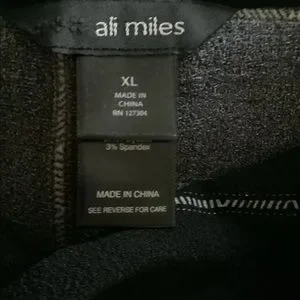 ali miles
XL
MADE IN
CHINA
RN 127304
3% Spandex
MADE IN CHINA
SEE REVERSE FOR CARE